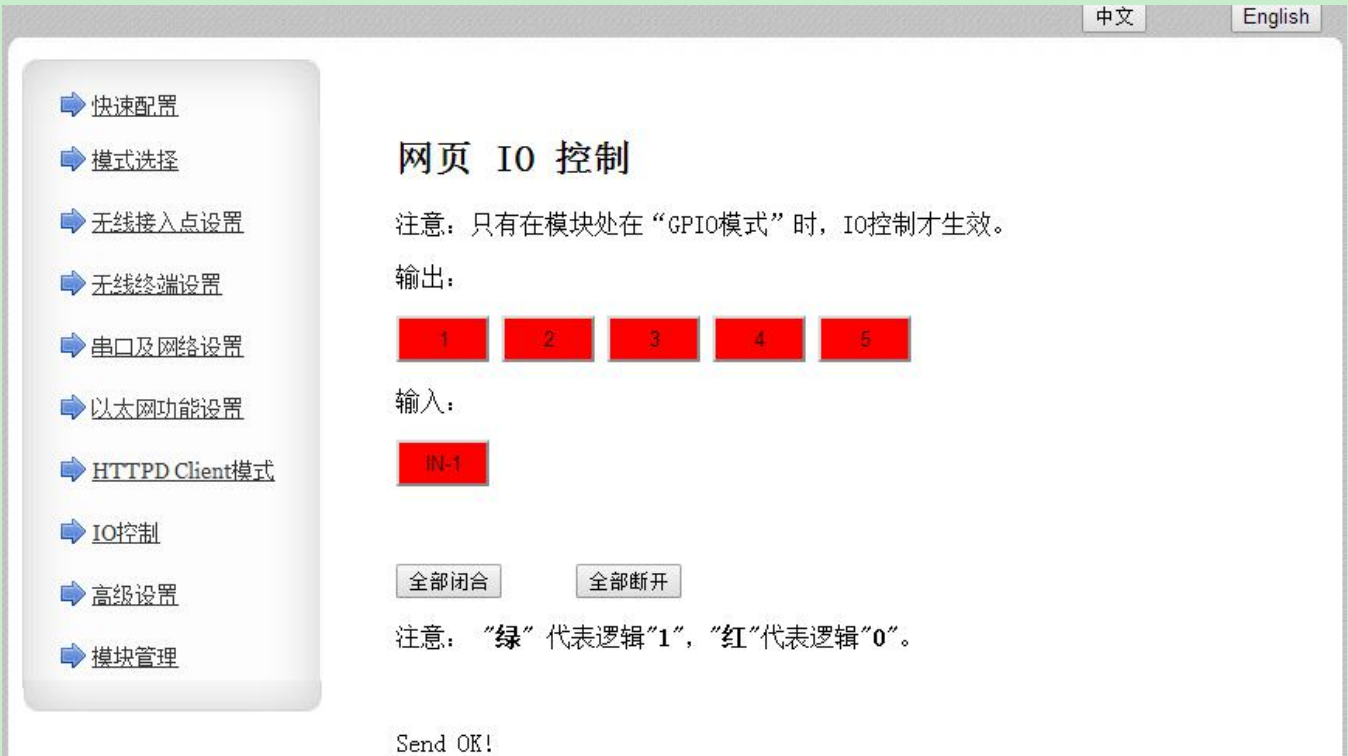 中文 English
快速配置
模式选择
无线接入点设置
无线终端设置
串口及网络设置
以太网功能设置
HTTPD Client模式
IO控制
高级设置
模块管理
网页 IO 控制
注意：只有在模块处在“GPIO模式”时，IO控制才生效。
输出：
1 2 3 4 5
输入：
IN-1
全部闭合 全部断开
注意： ″绿″ 代表逻辑″1″，″红″代表逻辑″0″。
Send OK!